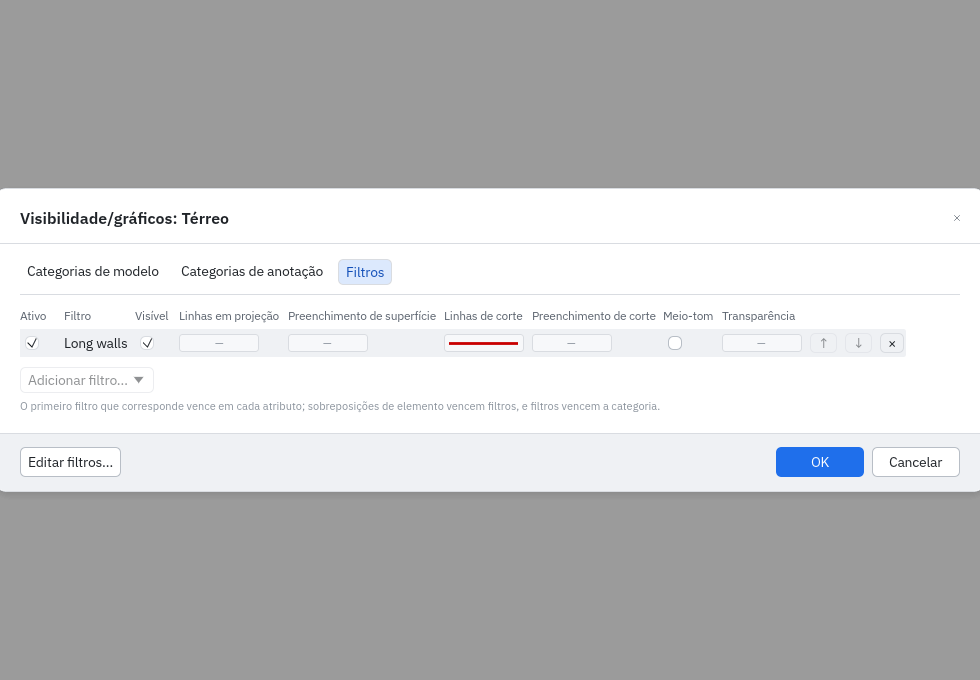 Visibilidade/gráficos: Térreo ×
Categorias de modelo Categorias de anotação Filtros
Ativo Filtro Visível Linhas em projeção Preenchimento de superfície Linhas de corte Preenchimento de corte Meio-tom Transparência
Long walls — — — — ↑ ↓ ×
Adicionar filtro...
O primeiro filtro que corresponde vence em cada atributo; sobreposições de elemento vencem filtros, e filtros vencem a categoria.
Editar filtros... OK Cancelar